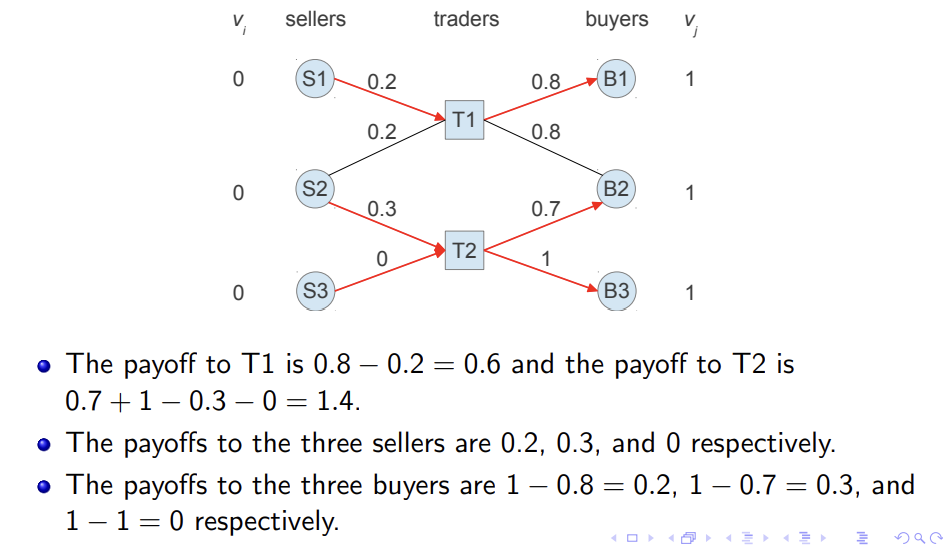 v_i sellers traders buyers v_j
0 S1 0.2 0.8 B1 1
T1
0.2 0.8
0 S2 B2 1
0.3 0.7
T2
0 1
0 S3 B3 1
The payoff to T1 is 0.8 − 0.2 = 0.6 and the payoff to T2 is
0.7 + 1 − 0.3 − 0 = 1.4.
The payoffs to the three sellers are 0.2, 0.3, and 0 respectively.
The payoffs to the three buyers are 1 − 0.8 = 0.2, 1 − 0.7 = 0.3, and
1 − 1 = 0 respectively.